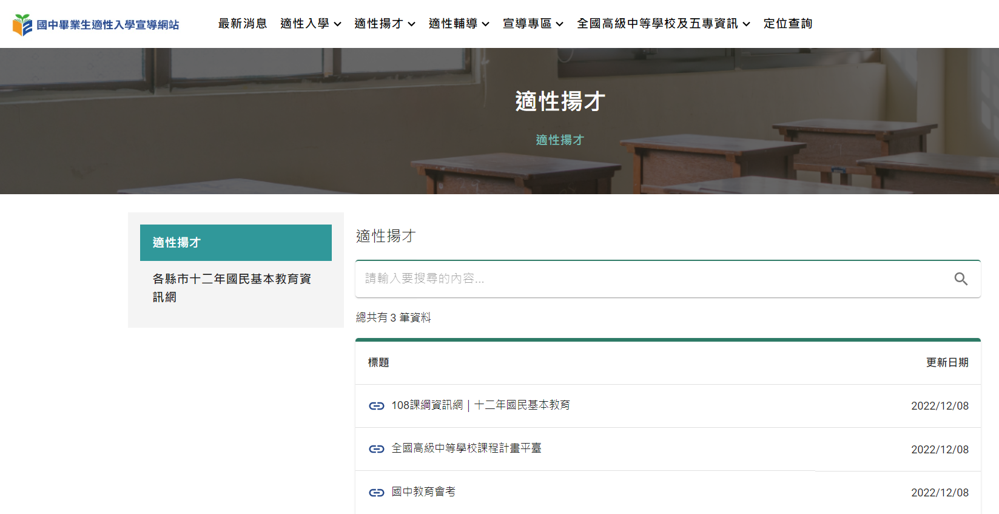 國中畢業生適性入學宣導網站
最新消息 適性入學 適性揚才 適性輔導 宣導專區 全國高級中等學校及五專資訊 定位查詢
適性揚才
適性揚才
適性揚才
各縣市十二年國民基本教育資
訊網
適性揚才
請輸入要搜尋的內容...
總共有 3 筆資料
標題 更新日期
108課綱資訊網｜十二年國民基本教育 2022/12/08
全國高級中等學校課程計畫平臺 2022/12/08
國中教育會考 2022/12/08